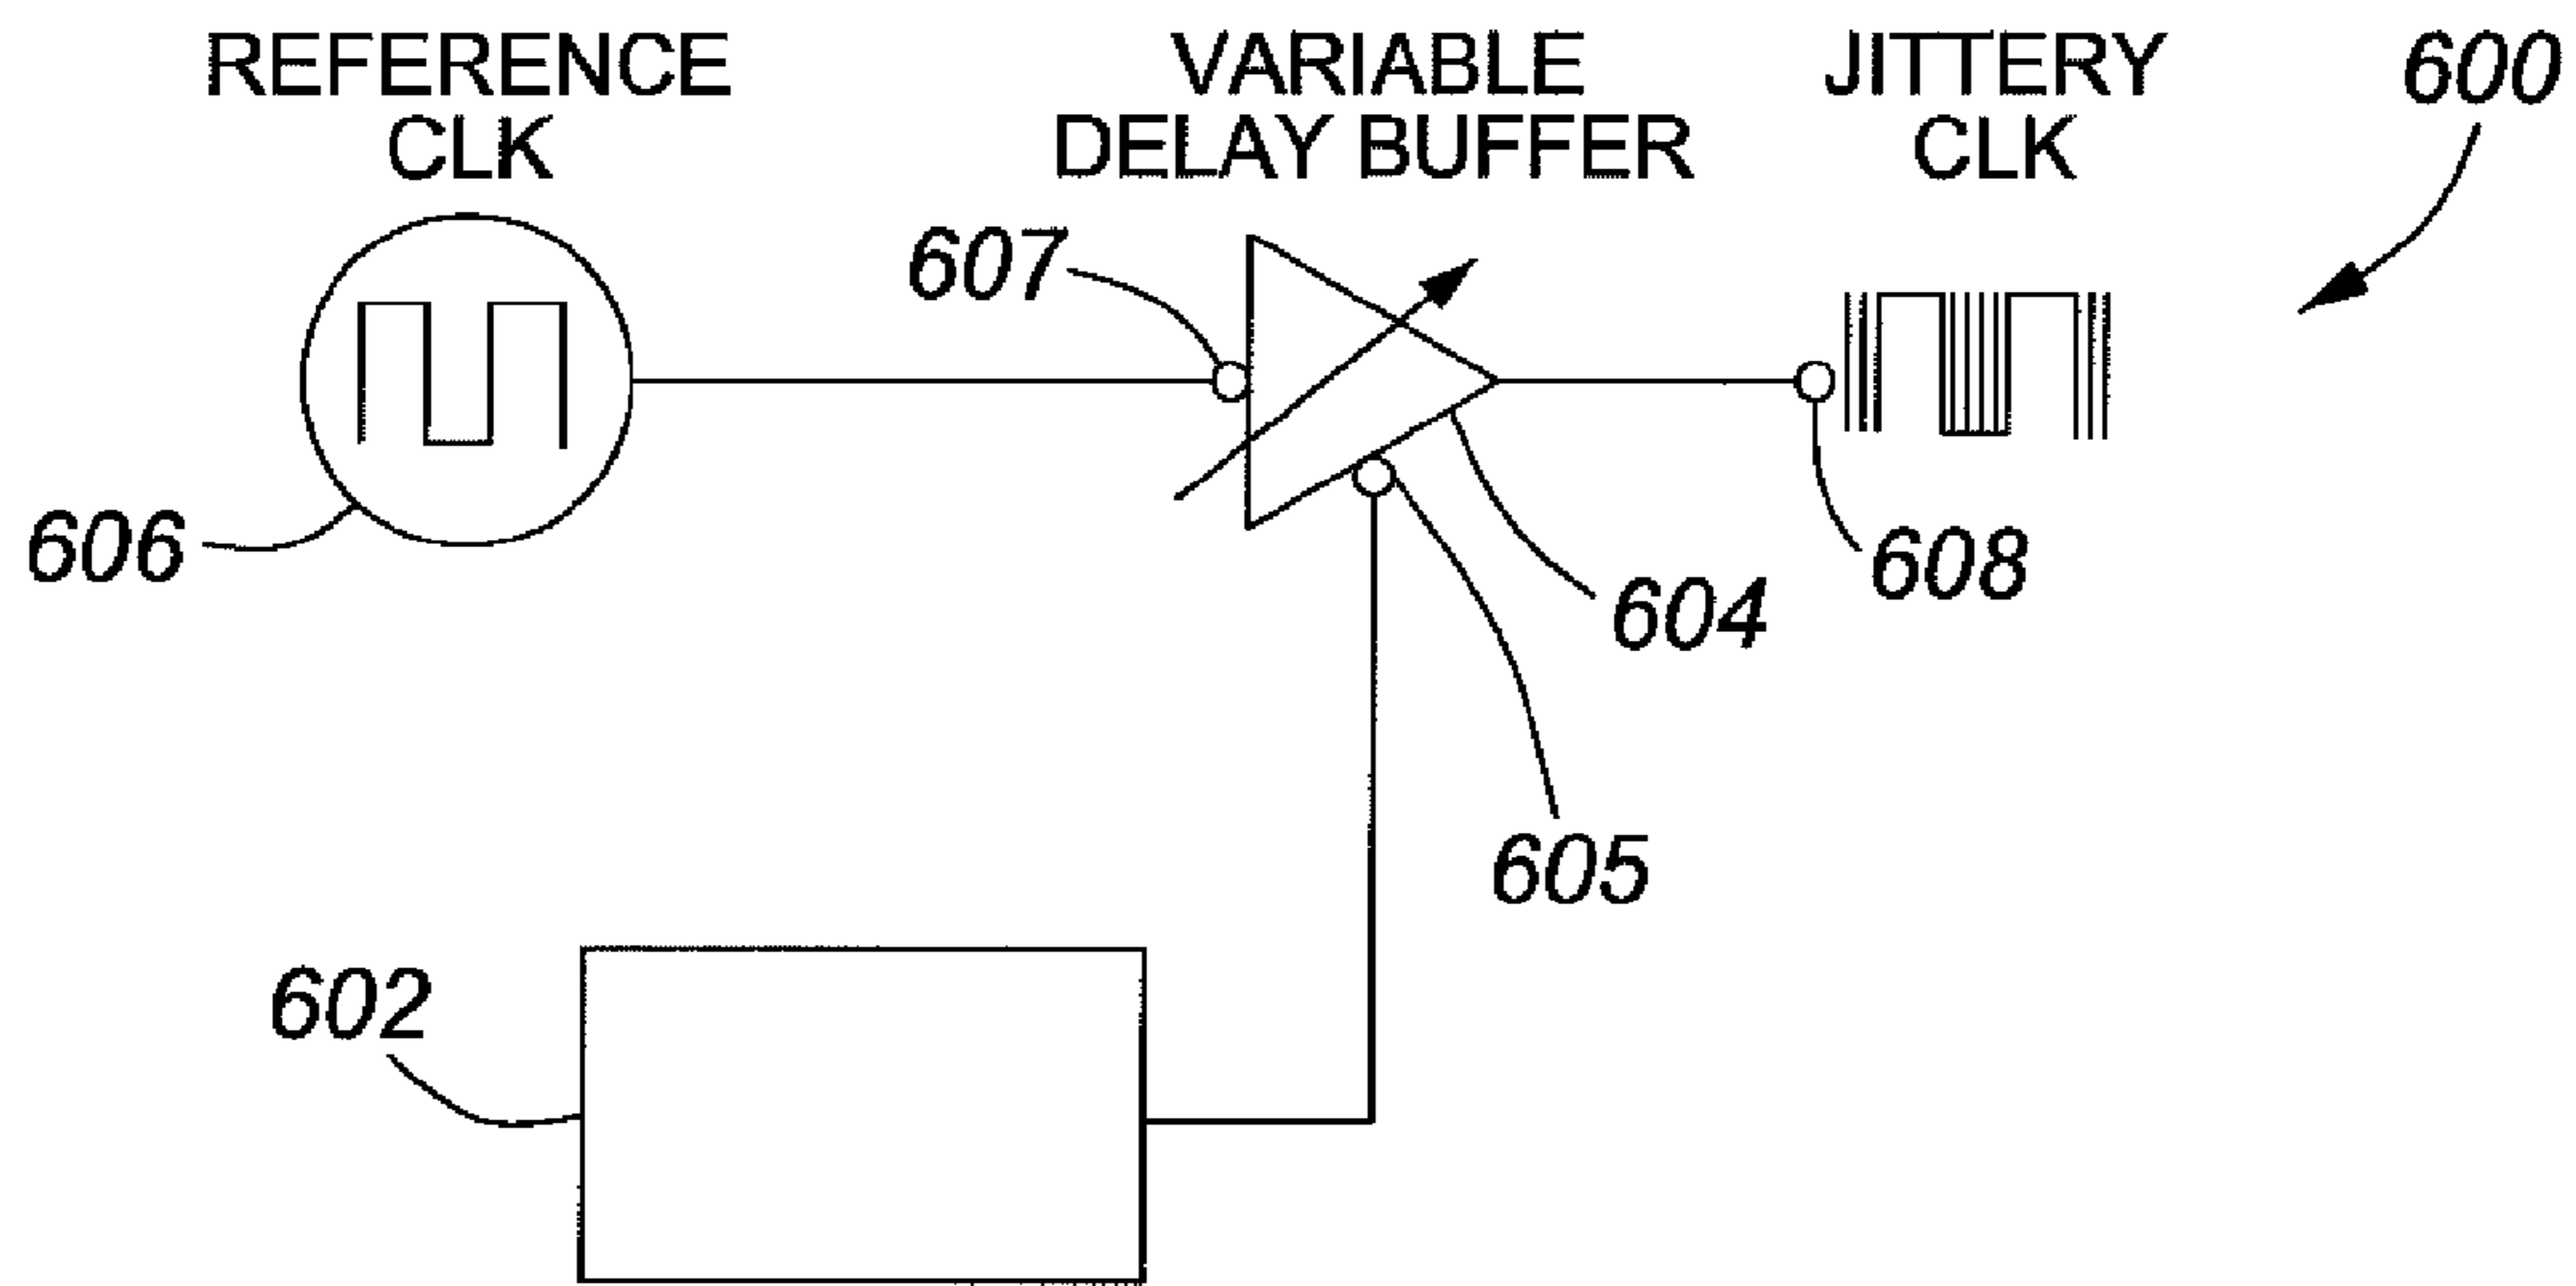 REFERENCE
CLK
VARIABLE
DELAY BUFFER
JITTERY
CLK
600
607
606
608
604
605
602